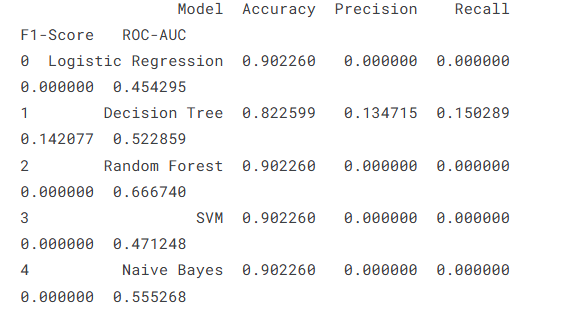 Model Accuracy Precision Recall
F1-Score ROC-AUC
0 Logistic Regression 0.902260 0.000000 0.000000
0.000000 0.454295
1 Decision Tree 0.822599 0.134715 0.150289
0.142077 0.522859
2 Random Forest 0.902260 0.000000 0.000000
0.000000 0.666740
3 SVM 0.902260 0.000000 0.000000
0.000000 0.471248
4 Naive Bayes 0.902260 0.000000 0.000000
0.000000 0.555268